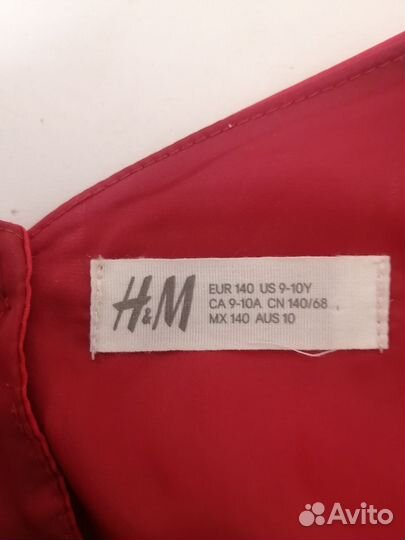 H&M
EUR 140 US 9-10Y
CA 9-10A CN 140/68
MX 140 AUS 10
Avito